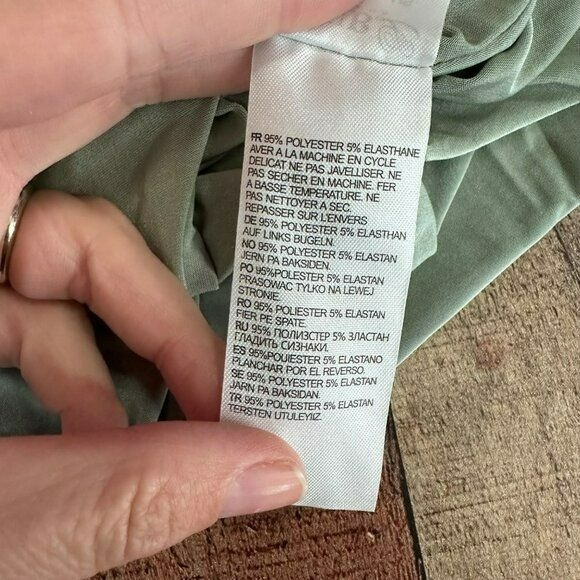 FR 95% POLYESTER 5% ELASTHANE
AVER A LA MACHINE EN CYCLE
DELICAT NE PAS JAVELLISER. NE
PAS SECHER EN MACHINE. FER
A BASSE TEMPERATURE. NE
PAS NETTOYER A SEC.
REPASSER SUR L'ENVERS
DE 95% POLYESTER 5% ELASTHAN
AUF LINKS BUGELN.
NO 95% POLYESTER 5% ELASTAN
JERN PA BAKSIDEN.
PO 95%POLESTER 5% ELASTAN
PRASOWAC TYLKO NA LEWEJ
STRONIE.
RO 95% POLIESTER 5% ELASTAN
FIER PE SPATE.
RU 95% ПОЛИЭСТЕР 5% ЭЛАСТАН
ГЛАДИТЬ СИЗНАКИ.
ES 95%POUIESTER 5% ELASTANO
PLANCHAR POR EL REVERSO.
SE 95% POLYESTER 5% ELASTAN
JARN PA BAKSIDAN.
TR 95% POLYESTER 5% ELASTAN
TERSTEN UTULEYIIZ.